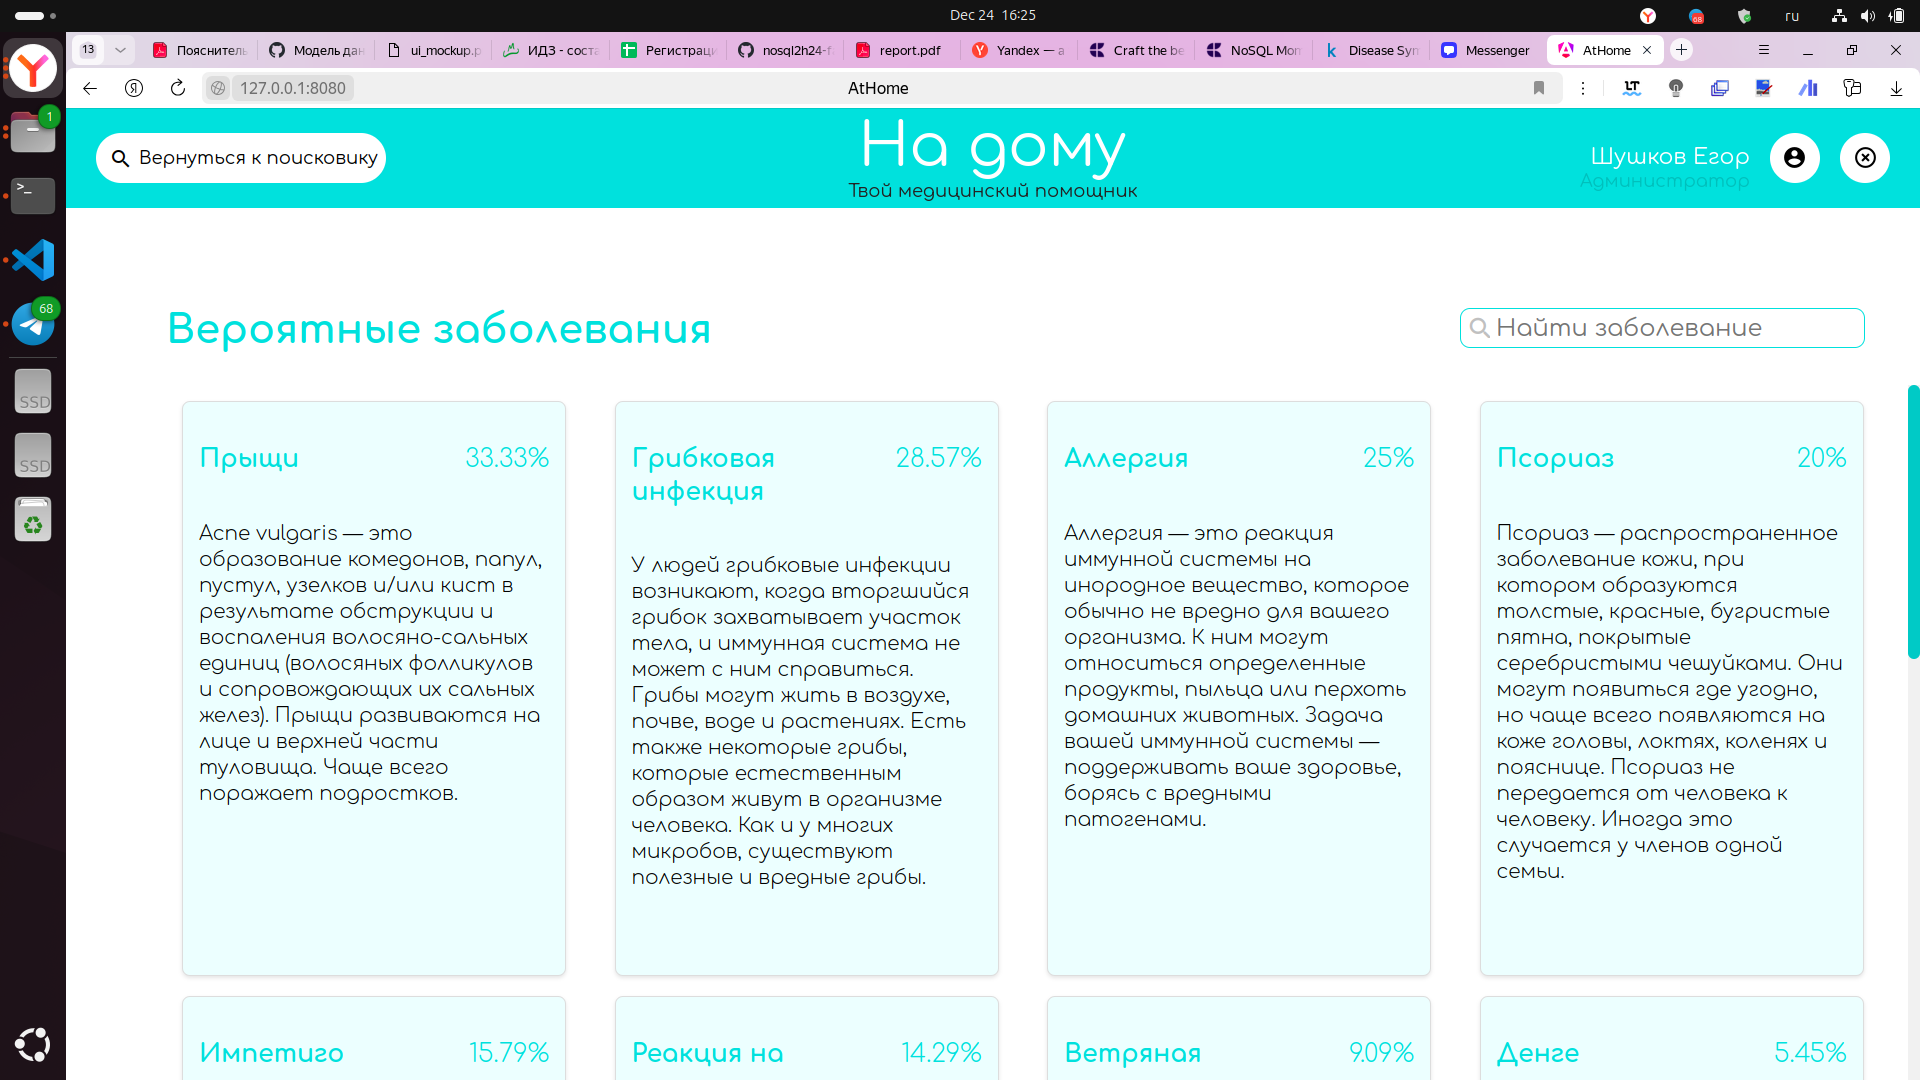 Dec 24 16:25
68
ru
13
Пояснитель
Модель дан
ui_mockup.p
ИДЗ - соста
Регистраци
nosql2h24-f
report.pdf
Yandex — a
Craft the be
NoSQL Mon
Disease Sym
Messenger
AtHome
127.0.0.1:8080
AtHome
1
68
SSD
SSD
Вернуться к поисковику
На дому
Твой медицинский помощник
Шушков Егор
Администратор
Вероятные заболевания
Найти заболевание
Прыщи 33.33%
Acne vulgaris — это
образование комедонов, папул,
пустул, узелков и/или кист в
результате обструкции и
воспаления волосяно-сальных
единиц (волосяных фолликулов
и сопровождающих их сальных
желез). Прыщи развиваются на
лице и верхней части
туловища. Чаще всего
поражает подростков.
Грибковая 28.57%
инфекция
У людей грибковые инфекции
возникают, когда вторгшийся
грибок захватывает участок
тела, и иммунная система не
может с ним справиться.
Грибы могут жить в воздухе,
почве, воде и растениях. Есть
также некоторые грибы,
которые естественным
образом живут в организме
человека. Как и у многих
микробов, существуют
полезные и вредные грибы.
Аллергия 25%
Аллергия — это реакция
иммунной системы на
инородное вещество, которое
обычно не вредно для вашего
организма. К ним могут
относиться определенные
продукты, пыльца или перхоть
домашних животных. Задача
вашей иммунной системы —
поддерживать ваше здоровье,
борясь с вредными
патогенами.
Псориаз 20%
Псориаз — распространенное
заболевание кожи, при
котором образуются
толстые, красные, бугристые
пятна, покрытые
серебристыми чешуйками. Они
могут появиться где угодно,
но чаще всего появляются на
коже головы, локтях, коленях и
пояснице. Псориаз не
передается от человека к
человеку. Иногда это
случается у членов одной
семьи.
Импетиго 15.79%
Реакция на 14.29%
Ветряная 9.09%
Денге 5.45%